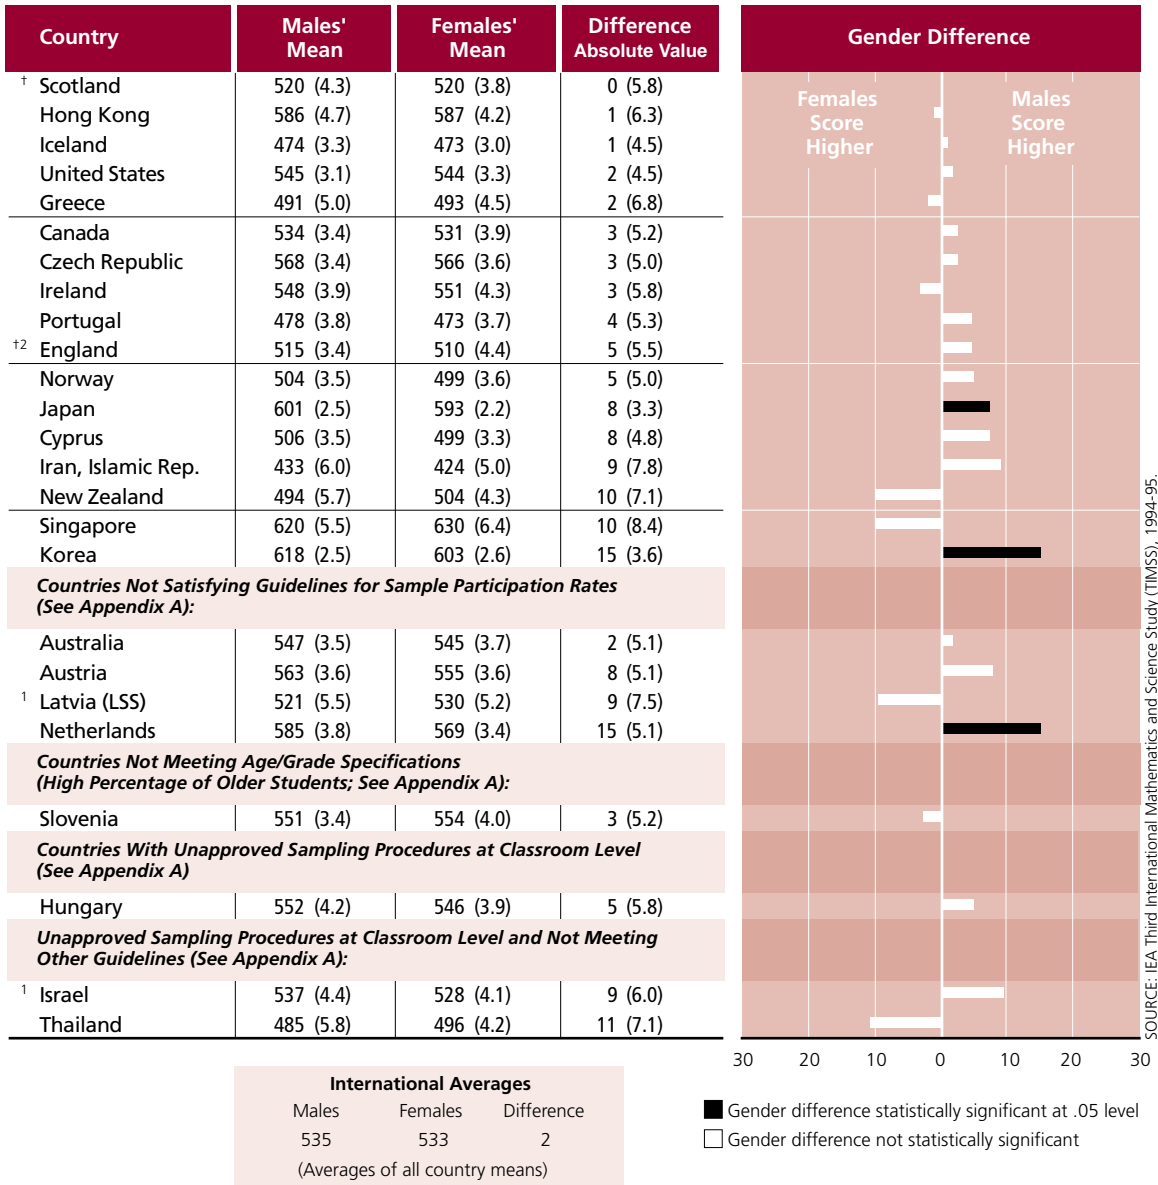 Country Males' Mean Females' Mean Difference Absolute Value Gender Difference
† Scotland 520 (4.3) 520 (3.8) 0 (5.8)
Females Score Higher Males Score Higher
Hong Kong 586 (4.7) 587 (4.2) 1 (6.3)
Iceland 474 (3.3) 473 (3.0) 1 (4.5)
United States 545 (3.1) 544 (3.3) 2 (4.5)
Greece 491 (5.0) 493 (4.5) 2 (6.8)
Canada 534 (3.4) 531 (3.9) 3 (5.2)
Czech Republic 568 (3.4) 566 (3.6) 3 (5.0)
Ireland 548 (3.9) 551 (4.3) 3 (5.8)
Portugal 478 (3.8) 473 (3.7) 4 (5.3)
†2 England 515 (3.4) 510 (4.4) 5 (5.5)
Norway 504 (3.5) 499 (3.6) 5 (5.0)
Japan 601 (2.5) 593 (2.2) 8 (3.3)
Cyprus 506 (3.5) 499 (3.3) 8 (4.8)
Iran, Islamic Rep. 433 (6.0) 424 (5.0) 9 (7.8)
New Zealand 494 (5.7) 504 (4.3) 10 (7.1)
Singapore 620 (5.5) 630 (6.4) 10 (8.4)
Korea 618 (2.5) 603 (2.6) 15 (3.6)
Countries Not Satisfying Guidelines for Sample Participation Rates
(See Appendix A):
Australia 547 (3.5) 545 (3.7) 2 (5.1)
Austria 563 (3.6) 555 (3.6) 8 (5.1)
1 Latvia (LSS) 521 (5.5) 530 (5.2) 9 (7.5)
Netherlands 585 (3.8) 569 (3.4) 15 (5.1)
Countries Not Meeting Age/Grade Specifications
(High Percentage of Older Students; See Appendix A):
Slovenia 551 (3.4) 554 (4.0) 3 (5.2)
Countries With Unapproved Sampling Procedures at Classroom Level
(See Appendix A)
Hungary 552 (4.2) 546 (3.9) 5 (5.8)
Unapproved Sampling Procedures at Classroom Level and Not Meeting
Other Guidelines (See Appendix A):
1 Israel 537 (4.4) 528 (4.1) 9 (6.0)
Thailand 485 (5.8) 496 (4.2) 11 (7.1)
30 20 10 0 10 20 30
International Averages
Males Females Difference
535 533 2
(Averages of all country means)
Gender difference statistically significant at .05 level
Gender difference not statistically significant
SOURCE: IEA Third International Mathematics and Science Study (TIMSS), 1994-95.